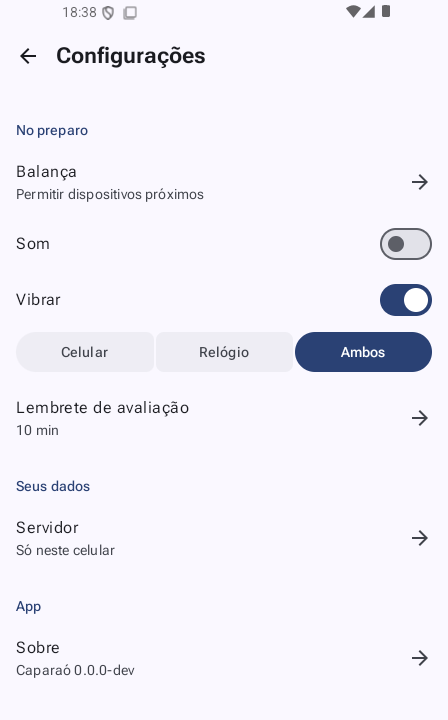 18:38
Configurações
No preparo
Balança
Permitir dispositivos próximos
Som
Vibrar
Celular
Relógio
Ambos
Lembrete de avaliação
10 min
Seus dados
Servidor
Só neste celular
App
Sobre
Caparaó 0.0.0-dev